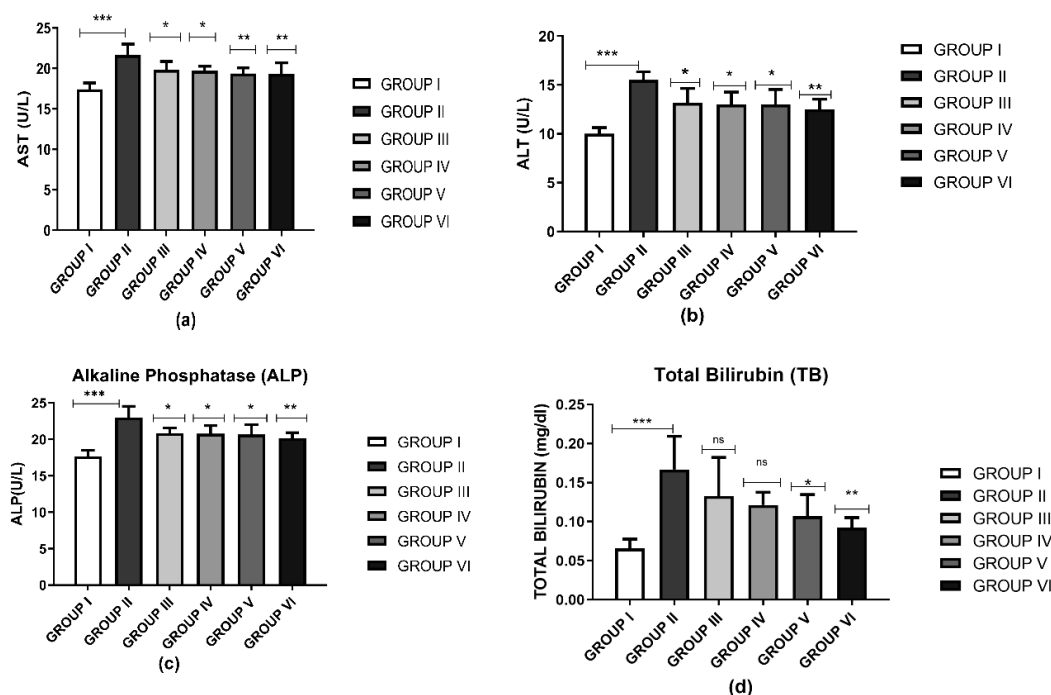 ***
*
*
**
**
25
20
15
10
5
0
AST (U/L)
GROUP I
GROUP II
GROUP III
GROUP IV
GROUP V
GROUP VI
(a)
GROUP I
GROUP II
GROUP III
GROUP IV
GROUP V
GROUP VI
***
*
*
*
**
20
15
10
5
0
ALT (U/L)
GROUP I
GROUP II
GROUP III
GROUP IV
GROUP V
GROUP VI
(b)
GROUP I
GROUP II
GROUP III
GROUP IV
GROUP V
GROUP VI
Alkaline Phosphatase (ALP)
***
*
*
*
**
25
20
15
10
5
0
ALP(U/L)
GROUP I
GROUP II
GROUP III
GROUP IV
GROUP V
GROUP VI
(c)
GROUP I
GROUP II
GROUP III
GROUP IV
GROUP V
GROUP VI
Total Bilirubin (TB)
***
ns
ns
*
**
0.25
0.20
0.15
0.10
0.05
0.00
TOTAL BILIRUBIN (mg/dl)
GROUP I
GROUP II
GROUP III
GROUP IV
GROUP V
GROUP VI
(d)
GROUP I
GROUP II
GROUP III
GROUP IV
GROUP V
GROUP VI